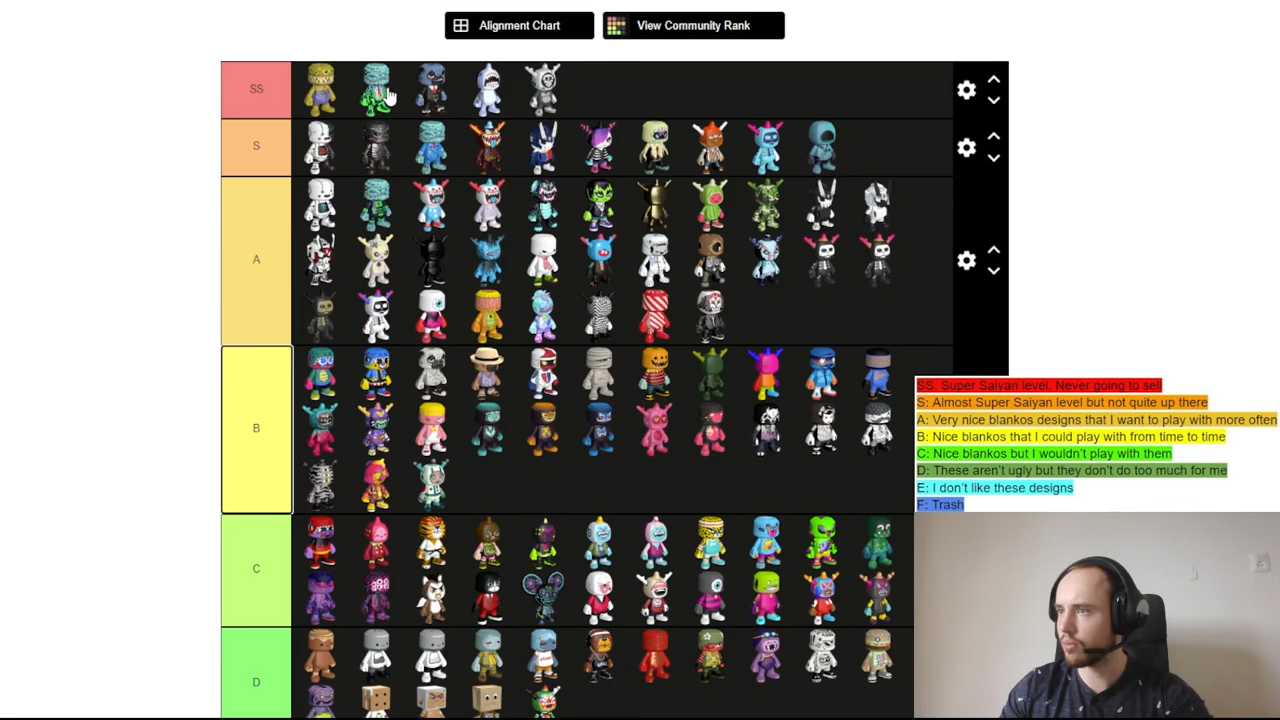 Alignment Chart
View Community Rank
SS
S
A
B
C
D
SS: Super Saiyan level. Never going to sell
S: Almost Super Saiyan level but not quite up there
A: Very nice blankos designs that I want to play with more often
B: Nice blankos that I could play with from time to time
C: Nice blankos but I wouldn't play with them
D: These aren't ugly but they don't do too much for me
E: I don't like these designs
F: Trash